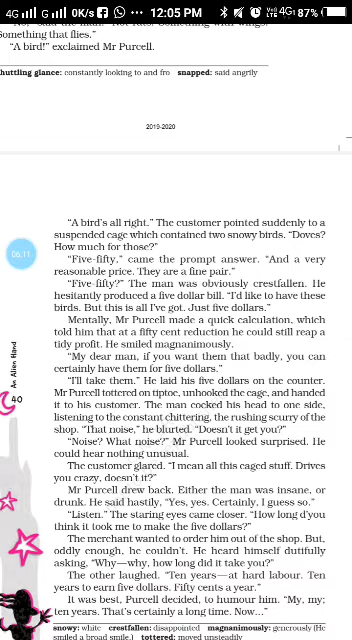 4G 4G 0K/s 12:05 PM VoLTE 4G 87%
"No," said the man. "Not rats. Something with wings.
Something that flies."
"A bird!" exclaimed Mr Purcell.
huttling glance: constantly looking to and fro snapped: said angrily
2019-2020
"A bird's all right." The customer pointed suddenly to a
suspended cage which contained two snowy birds. "Doves?
How much for those?"
"Five-fifty," came the prompt answer. "And a very
reasonable price. They are a fine pair."
"Five-fifty?" The man was obviously crestfallen. He
hesitantly produced a five dollar bill. "I'd like to have these
birds. But this is all I've got. Just five dollars."
Mentally, Mr Purcell made a quick calculation, which
told him that at a fifty cent reduction he could still reap a
tidy profit. He smiled magnanimously.
"My dear man, if you want them that badly, you can
certainly have them for five dollars."
"I'll take them." He laid his five dollars on the counter.
Mr Purcell tottered on tiptoe, unhooked the cage, and handed
it to his customer. The man cocked his head to one side,
listening to the constant chittering, the rushing scurry of the
shop. "That noise," he blurted. "Doesn't it get you?"
"Noise? What noise?" Mr Purcell looked surprised. He
could hear nothing unusual.
The customer glared. "I mean all this caged stuff. Drives
you crazy, doesn't it?"
Mr Purcell drew back. Either the man was insane, or
drunk. He said hastily, "Yes, yes. Certainly, I guess so."
"Listen." The staring eyes came closer. "How long d'you
think it took me to make the five dollars?"
The merchant wanted to order him out of the shop. But,
oddly enough, he couldn't. He heard himself dutifully
asking, "Why—why, how long did it take you?"
The other laughed. "Ten years—at hard labour. Ten
years to earn five dollars. Fifty cents a year."
It was best, Purcell decided, to humour him. "My, my;
ten years. That's certainly a long time. Now..."
snowy: white crestfallen: disappointed magnanimously: generously (He
smiled a broad smile.) tottered: moved unsteadily
06:11
An Alien Hand
40